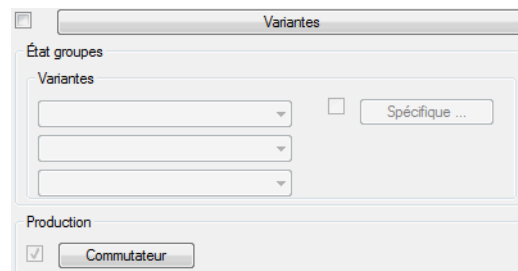 Variantes
État groupes
Variantes
Spécifique ...
Production
Commutateur